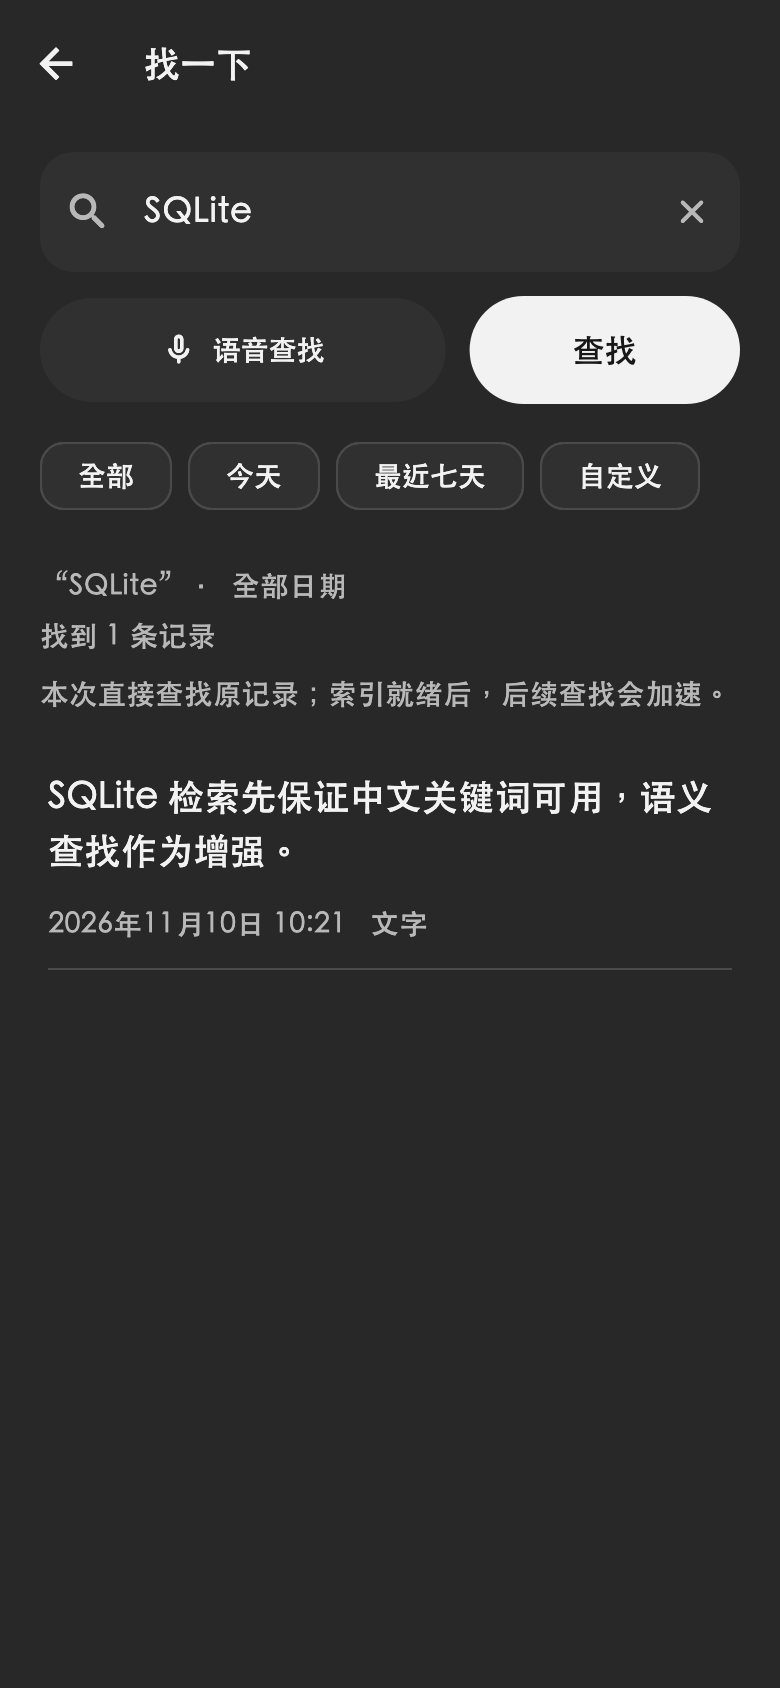 找一下
SQLite
语音查找
查找
全部
今天
最近七天
自定义
“SQLite” · 全部日期
找到 1 条记录
本次直接查找原记录；索引就绪后，后续查找会加速。
SQLite 检索先保证中文关键词可用，语义
查找作为增强。
2026年11月10日 10:21 文字